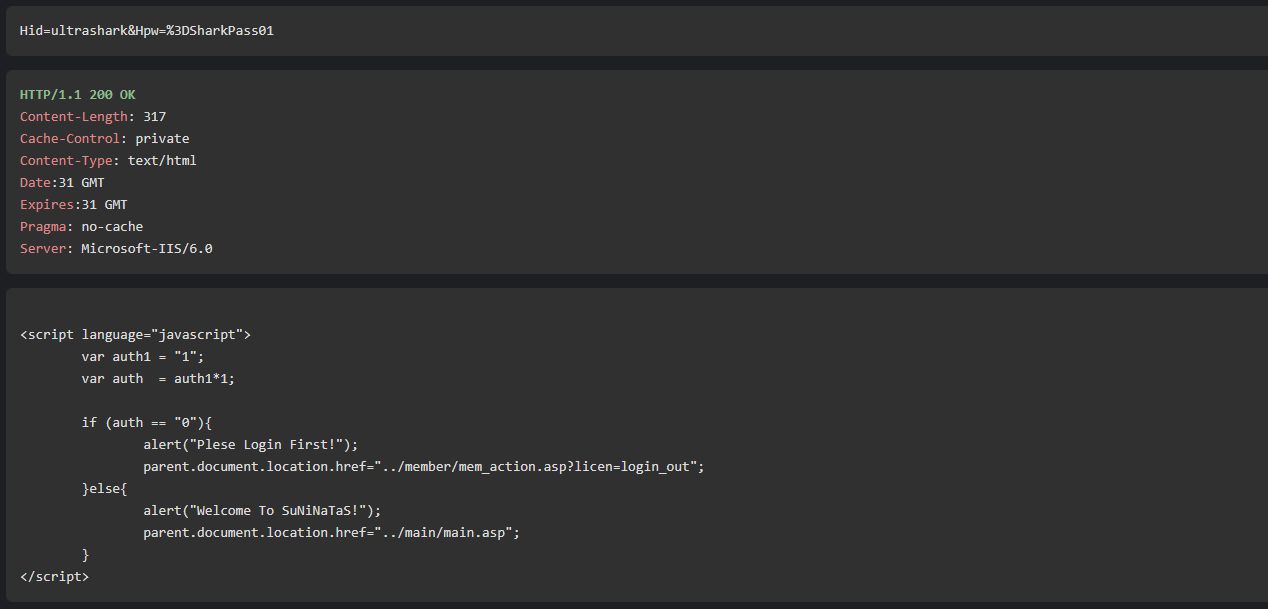 Hid=ultrashark&Hpw=%3DSharkPass01
HTTP/1.1 200 OK
Content-Length: 317
Cache-Control: private
Content-Type: text/html
Date:31 GMT
Expires:31 GMT
Pragma: no-cache
Server: Microsoft-IIS/6.0
<script language="javascript">
        var auth1 = "1";
        var auth  = auth1*1;
        if (auth == "0"){
                alert("Plese Login First!");
                parent.document.location.href="../member/mem_action.asp?licen=login_out";
        }else{
                alert("Welcome To SuNiNaTaS!");
                parent.document.location.href="../main/main.asp";
        }
</script>